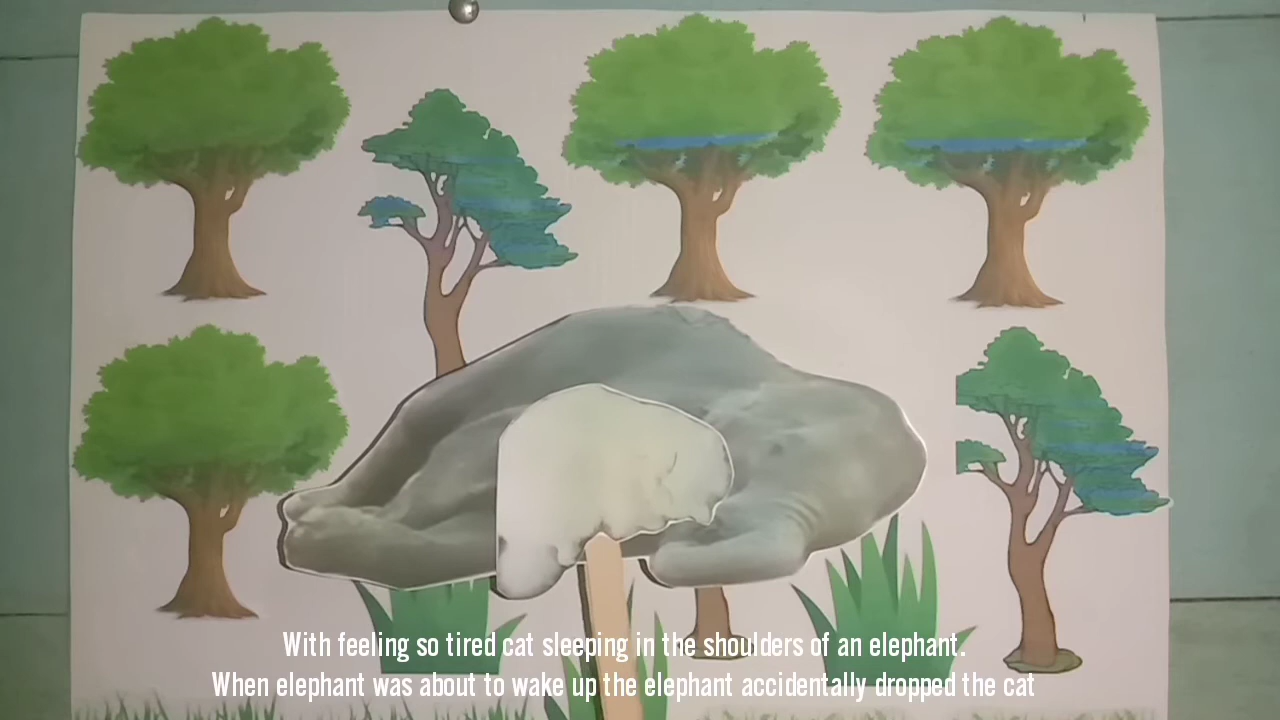 With feeling so tired cat sleeping in the shoulders of an elephant.
When elephant was about to wake up the elephant accidentally dropped the cat